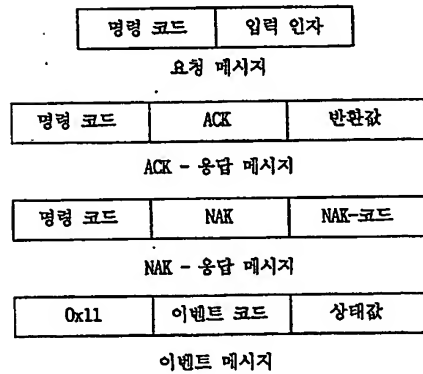 명령 코드 입력 인자
요청 메시지
명령 코드 ACK 반환값
ACK - 응답 메시지
명령 코드 NAK NAK-코드
NAK - 응답 메시지
0x11 이벤트 코드 상태값
이벤트 메시지